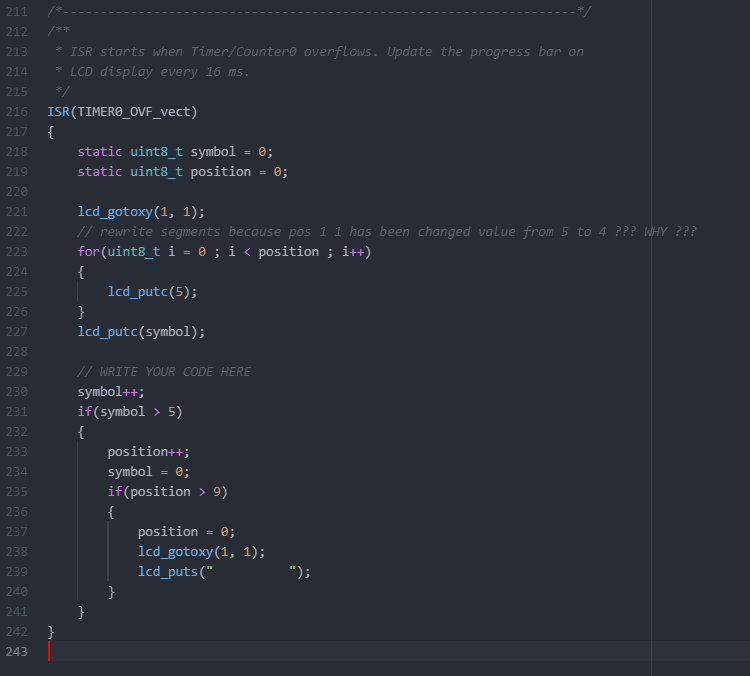 211 /*--------------------------------------------------------------------*/
212 /**
213  * ISR starts when Timer/Counter0 overflows. Update the progress bar on
214  * LCD display every 16 ms.
215  */
216 ISR(TIMER0_OVF_vect)
217 {
218     static uint8_t symbol = 0;
219     static uint8_t position = 0;
220
221     lcd_gotoxy(1, 1);
222     // rewrite segments because pos 1 1 has been changed value from 5 to 4 ??? WHY ???
223     for(uint8_t i = 0 ; i < position ; i++)
224     {
225         lcd_putc(5);
226     }
227     lcd_putc(symbol);
228
229     // WRITE YOUR CODE HERE
230     symbol++;
231     if(symbol > 5)
232     {
233         position++;
234         symbol = 0;
235         if(position > 9)
236         {
237             position = 0;
238             lcd_gotoxy(1, 1);
239             lcd_puts("          ");
240         }
241     }
242 }
243